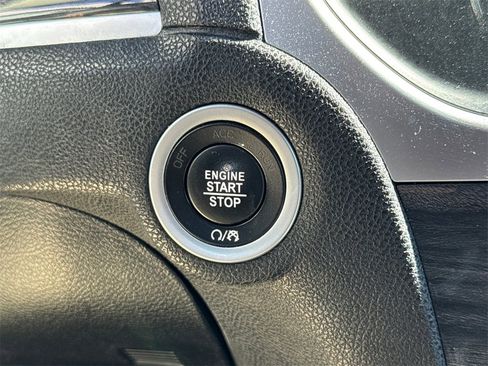 ACC
OFF
ENGINE
START
STOP